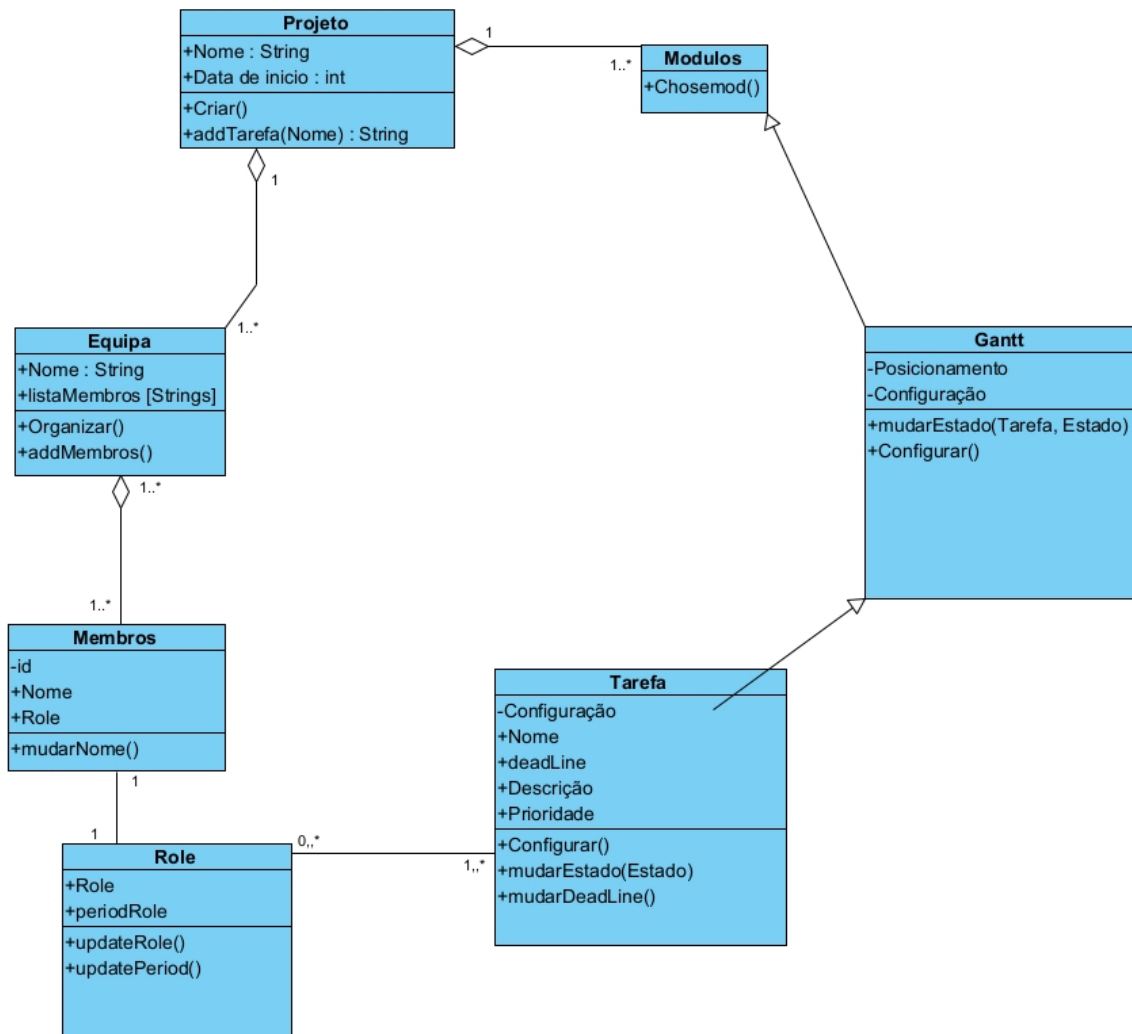 Projeto
+Nome : String
+Data de inicio : int
+Criar()
+addTarefa(Nome) : String
1
1..*
Modulos
+Chosemod()
1
1..*
Equipa
+Nome : String
+listaMembros [Strings]
+Organizar()
+addMembros()
1..*
1..*
Gantt
-Posicionamento
-Configuração
+mudarEstado(Tarefa, Estado)
+Configurar()
Membros
-id
+Nome
+Role
+mudarNome()
1
1
Role
+Role
+periodRole
+updateRole()
+updatePeriod()
0,,*
1,,*
Tarefa
-Configuração
+Nome
+deadLine
+Descrição
+Prioridade
+Configurar()
+mudarEstado(Estado)
+mudarDeadLine()